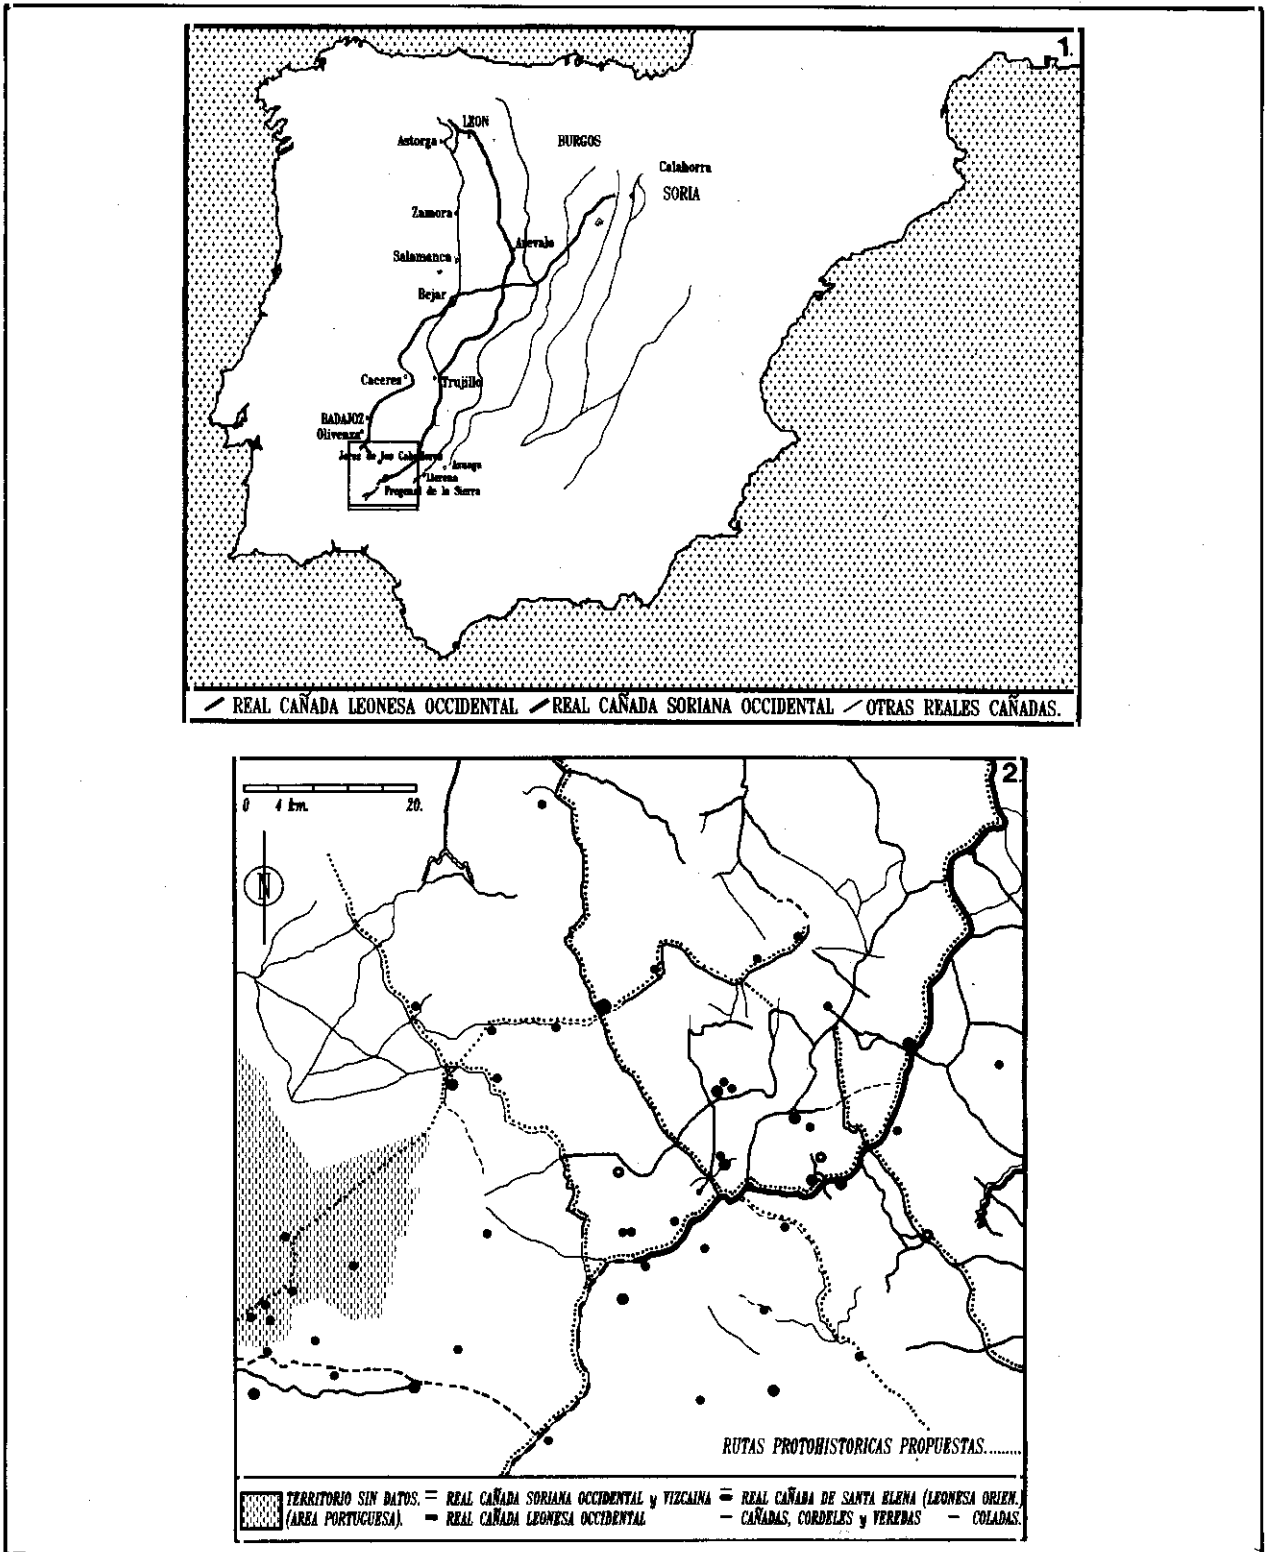 1.
LEON
Astorga
BURGOS
Calahorra
SORIA
Zamora
Arevalo
Salamanca
Bejar
Caceres
Trujillo
BADAJOZ
Olivenza
Jerez de los Caballeros
Azuaga
Llerena
Fregenal de la Sierra
REAL CAÑADA LEONESA OCCIDENTAL
REAL CAÑADA SORIANA OCCIDENTAL
OTRAS REALES CAÑADAS.
2.
0 4 km. 20.
N
RUTAS PROTOHISTORICAS PROPUESTAS.........
TERRITORIO SIN DATOS.
(AREA PORTUGUESA).
REAL CAÑADA SORIANA OCCIDENTAL y VIZCAINA
REAL CAÑADA LEONESA OCCIDENTAL
REAL CAÑADA DE SANTA ELENA (LEONESA ORIEN.)
CAÑADAS, CORDELES y VEREDAS
COLADAS.